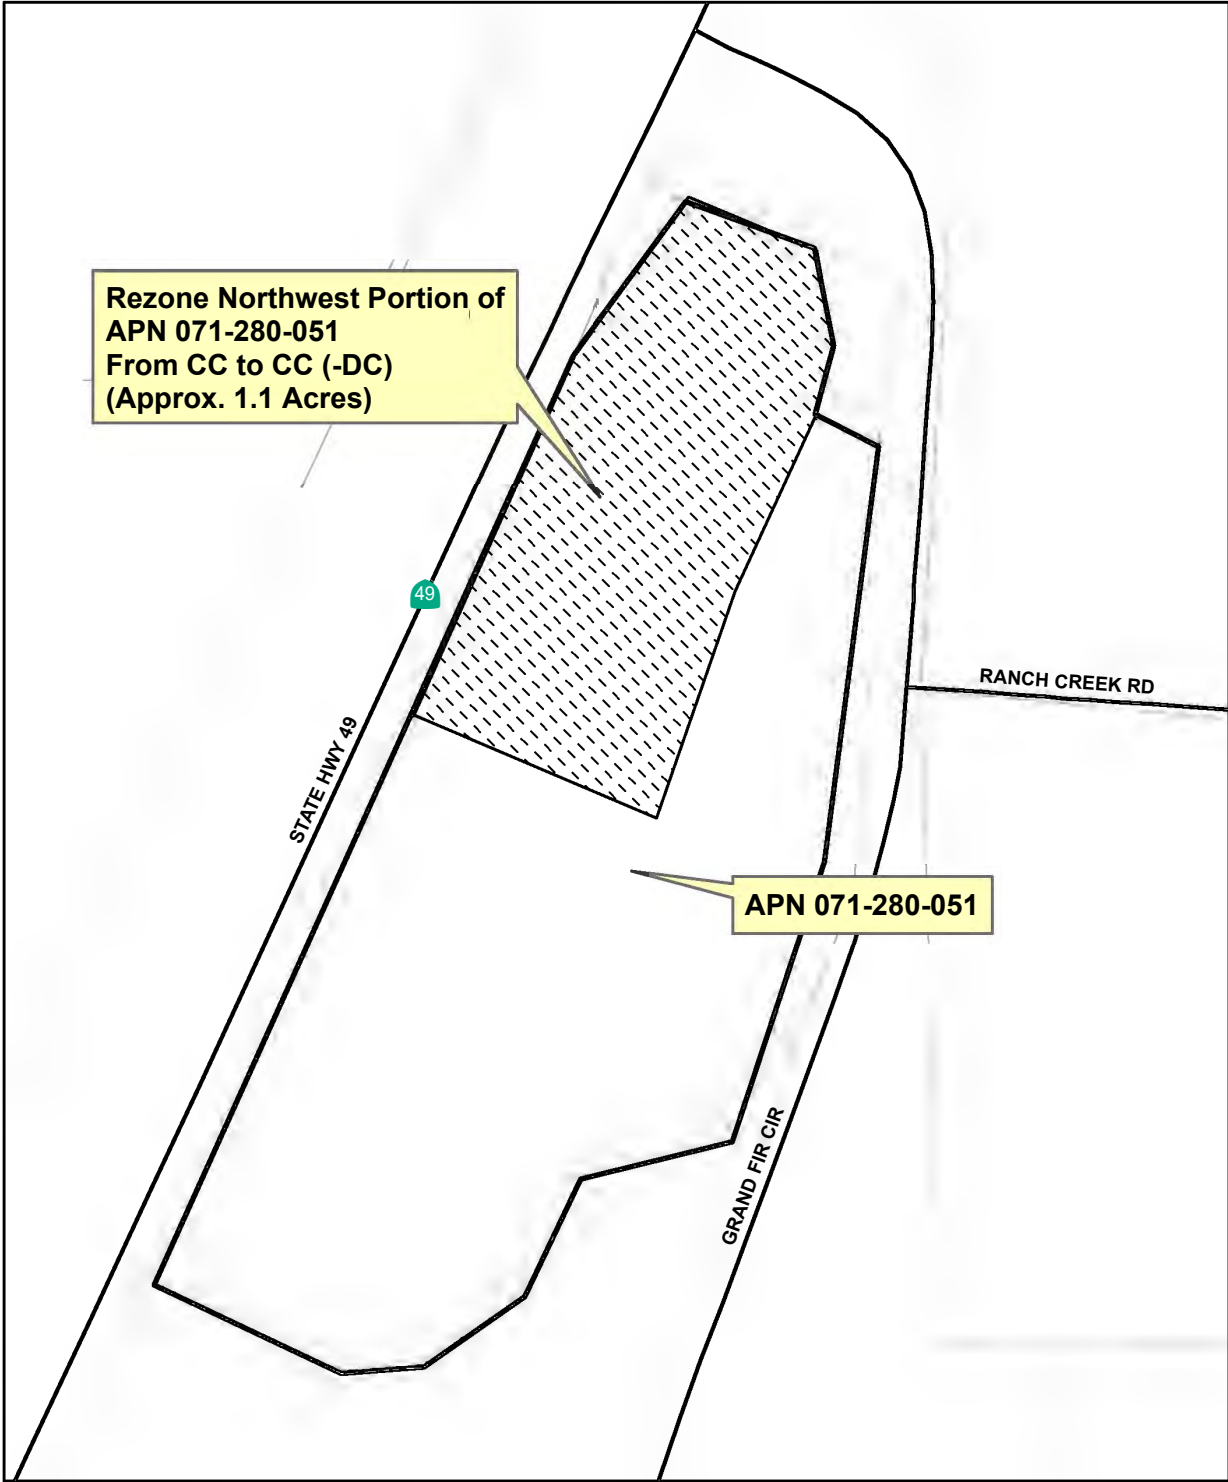 Rezone Northwest Portion of
APN 071-280-051
From CC to CC (-DC)
(Approx. 1.1 Acres)
49
RANCH CREEK RD
STATE HWY 49
APN 071-280-051
GRAND FIR CIR